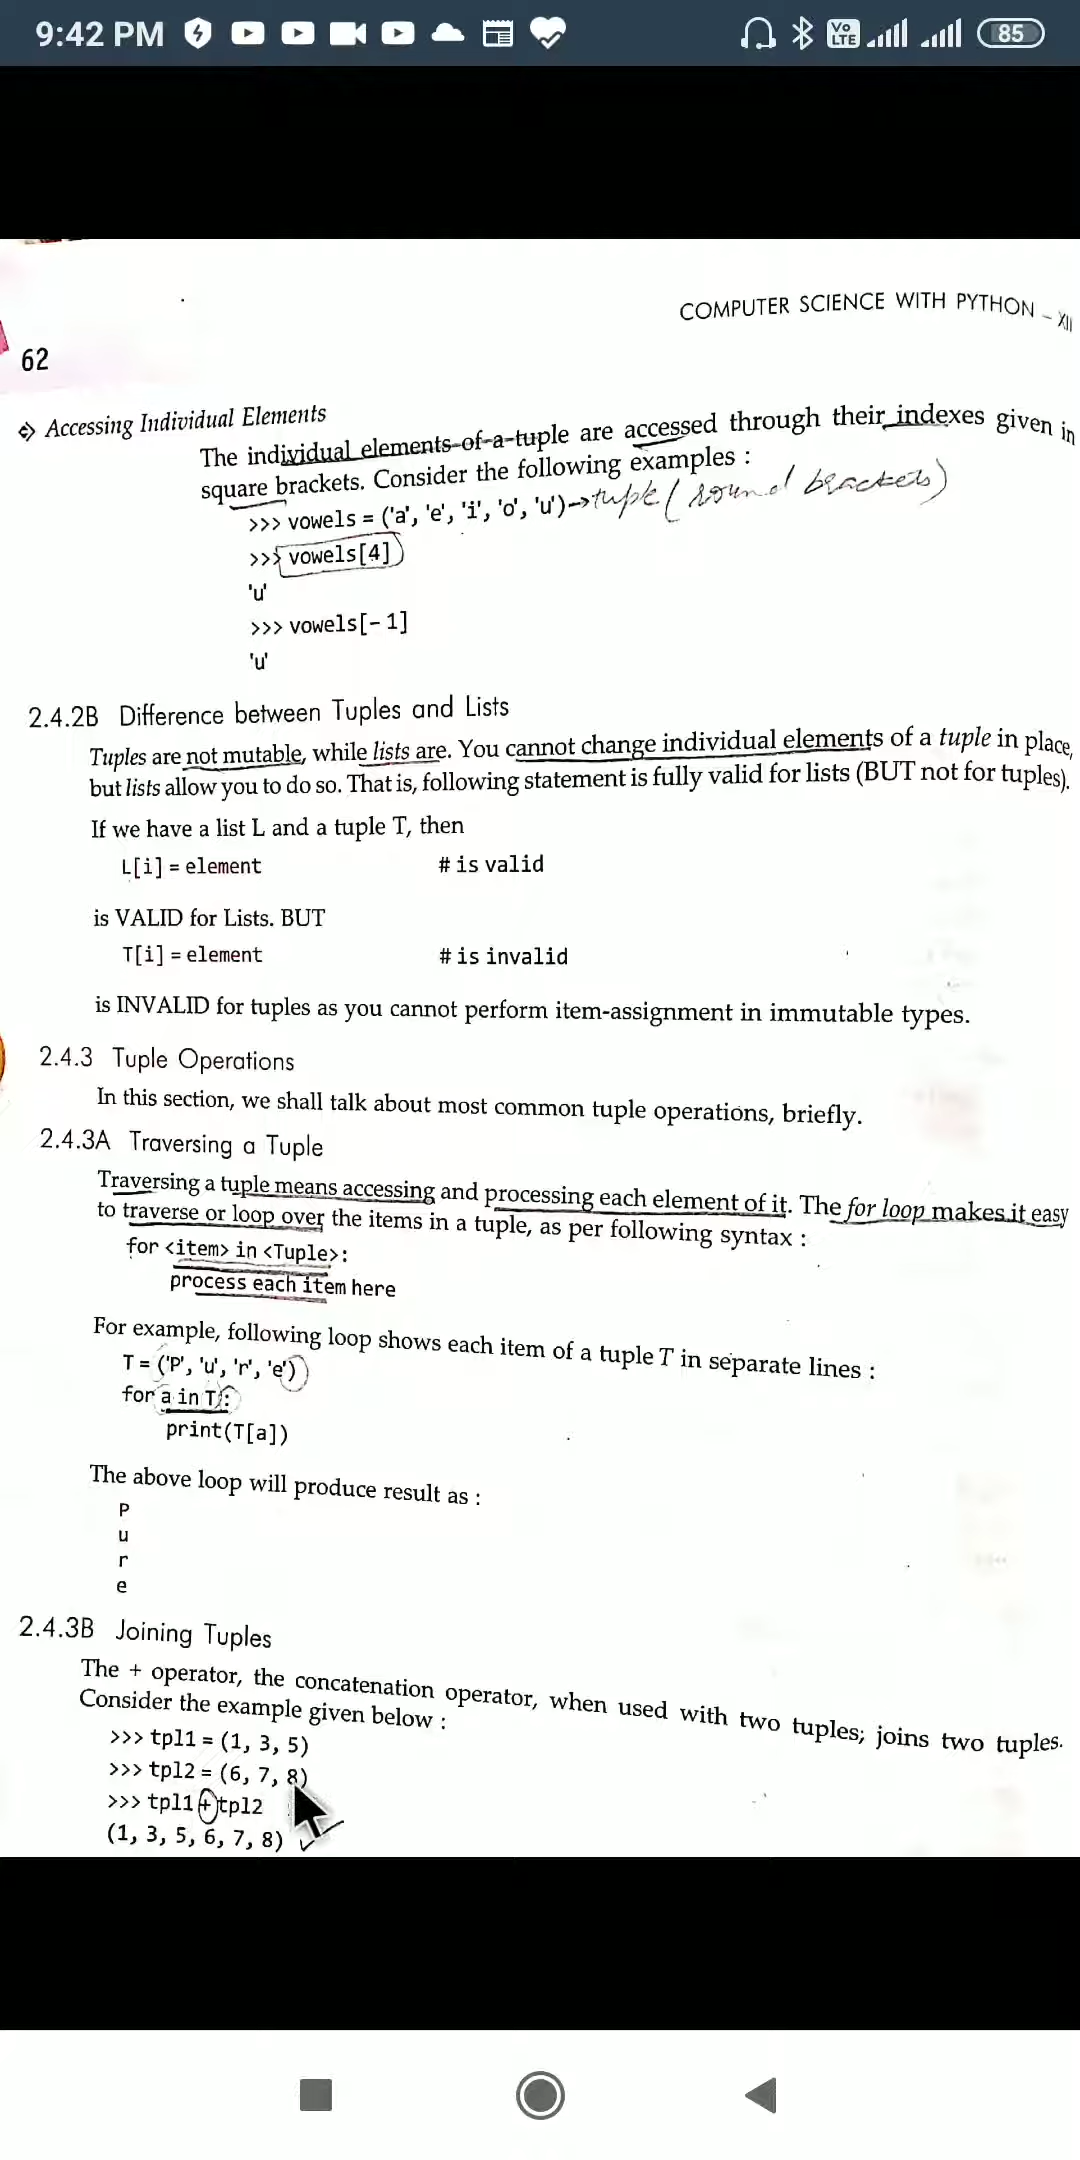 9:42 PM
Vo LTE
85
COMPUTER SCIENCE WITH PYTHON – XII
62
Accessing Individual Elements
The individual elements of a tuple are accessed through their indexes given in
square brackets. Consider the following examples :
>>> vowels = ('a', 'e', 'i', 'o', 'u') → tuple (round brackets)
>>> vowels[4]
'u'
>>> vowels[-1]
'u'
2.4.2B Difference between Tuples and Lists
Tuples are not mutable, while lists are. You cannot change individual elements of a tuple in place,
but lists allow you to do so. That is, following statement is fully valid for lists (BUT not for tuples).
If we have a list L and a tuple T, then
L[i] = element # is valid
is VALID for Lists. BUT
T[i] = element # is invalid
is INVALID for tuples as you cannot perform item-assignment in immutable types.
2.4.3 Tuple Operations
In this section, we shall talk about most common tuple operations, briefly.
2.4.3A Traversing a Tuple
Traversing a tuple means accessing and processing each element of it. The for loop makes it easy
to traverse or loop over the items in a tuple, as per following syntax :
for <item> in <Tuple>:
process each item here
For example, following loop shows each item of a tuple T in separate lines :
T = ('P', 'u', 'r', 'e')
for a in T :
print(T[a])
The above loop will produce result as :
P
u
r
e
2.4.3B Joining Tuples
The + operator, the concatenation operator, when used with two tuples; joins two tuples.
Consider the example given below :
>>> tpl1 = (1, 3, 5)
>>> tpl2 = (6, 7, 8)
>>> tpl1 + tpl2
(1, 3, 5, 6, 7, 8)